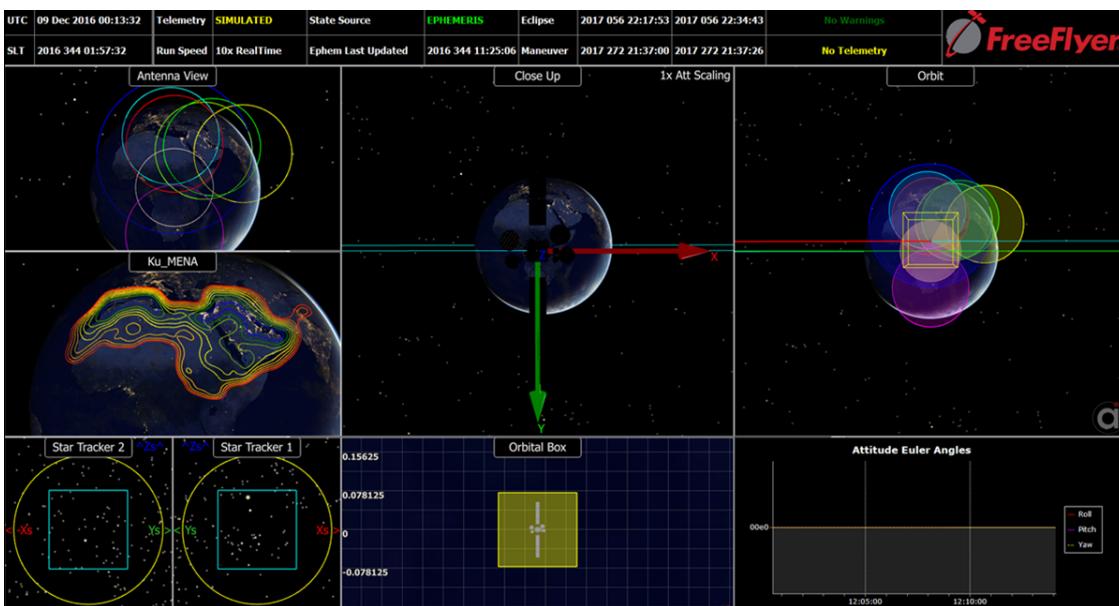 UTC 09 Dec 2016 00:13:32 Telemetry SIMULATED State Source EPHEMERIS Eclipse 2017 056 22:17:53 2017 056 22:34:43 No Warnings
SLT 2016 344 01:57:32 Run Speed 10x RealTime Ephem Last Updated 2016 344 11:25:06 Maneuver 2017 272 21:37:00 2017 272 21:37:26 No Telemetry
FreeFlyer
Antenna View
Close Up
1x Att Scaling
Orbit
X
Z
Y
Ku_MENA
Star Tracker 2
^Zs^
< -Xs
Ys >
^Zs^
Star Tracker 1
< Ys
Xs >
Orbital Box
0.15625
0.078125
0
-0.078125
Attitude Euler Angles
00e0
Roll
Pitch
Yaw
12:05:00
12:10:00